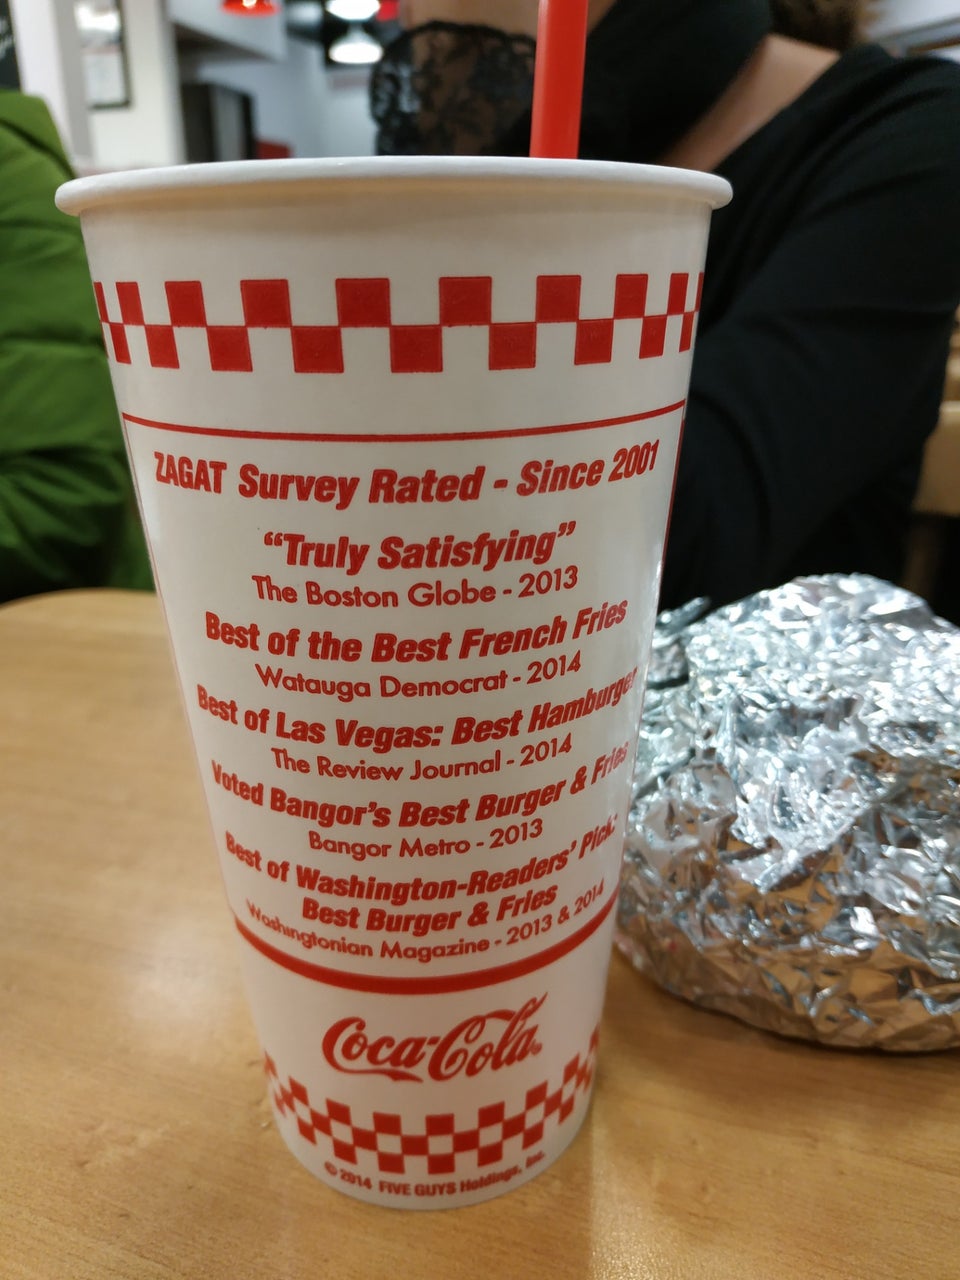 ZAGAT Survey Rated - Since 2001
“Truly Satisfying”
The Boston Globe - 2013
Best of the Best French Fries
Watauga Democrat - 2014
Best of Las Vegas: Best Hamburger
The Review Journal - 2014
Voted Bangor's Best Burger & Fries
Bangor Metro - 2013
Best of Washington-Readers' Pick:
Best Burger & Fries
Washingtonian Magazine - 2013 & 2014
Coca-Cola
© 2014 FIVE GUYS Holdings, Inc.